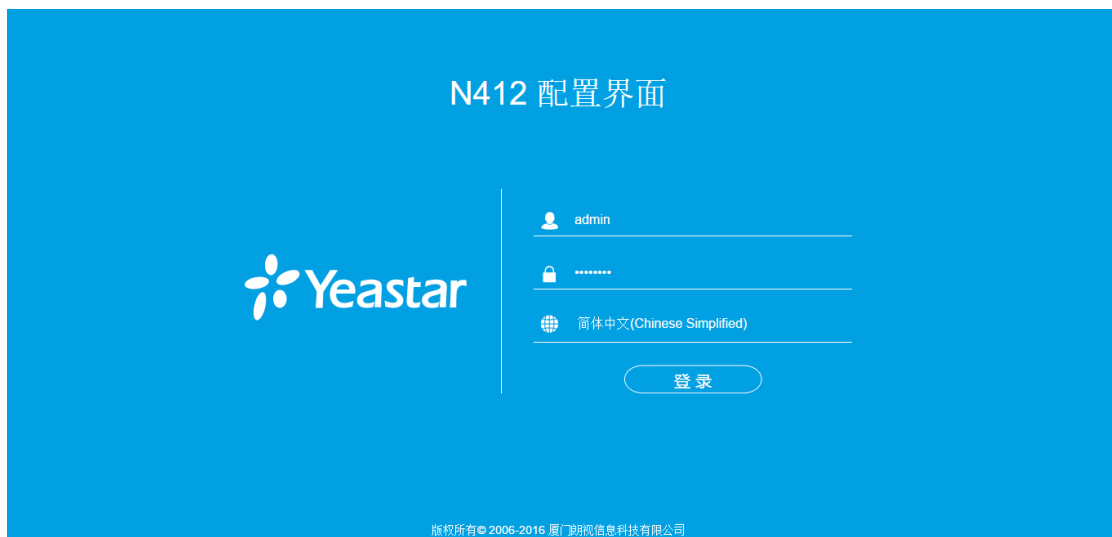 N412 配置界面
Yeastar
admin
••••••••
简体中文(Chinese Simplified)
登 录
版权所有© 2006-2016 厦门朗视信息科技有限公司